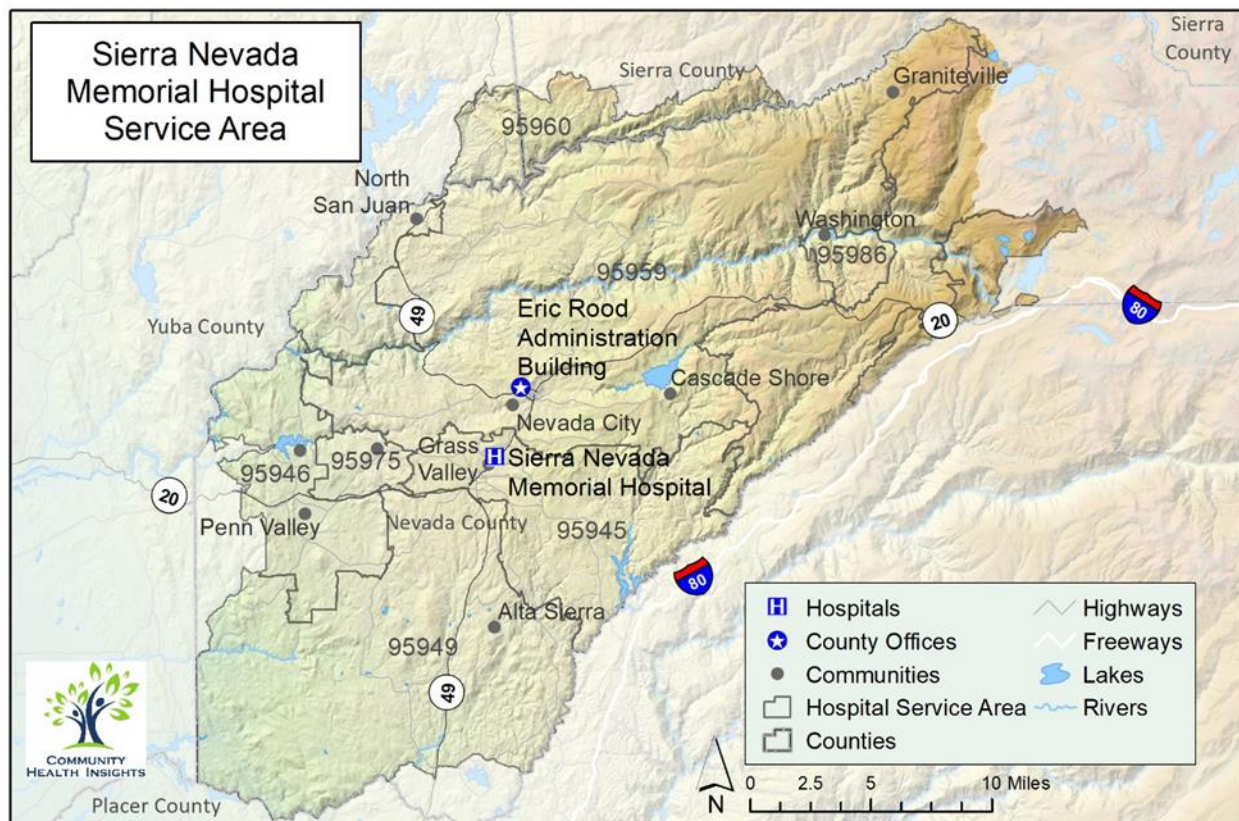 Sierra Nevada
Memorial Hospital
Service Area
Sierra
County
Sierra County
Graniteville
95960
North
San Juan
Washington
95986
95959
49
20
80
Yuba County
Eric Rood
Administration
Building
Cascade Shore
Nevada City
Grass
Valley
95975
95946
H
Sierra Nevada
Memorial Hospital
20
Penn Valley
Nevada County
95945
80
Alta Sierra
95949
49
COMMUNITY
HEALTH INSIGHTS
Placer County
H Hospitals
County Offices
Communities
Hospital Service Area
Counties
Highways
Freeways
Lakes
Rivers
N
0 2.5 5 10 Miles